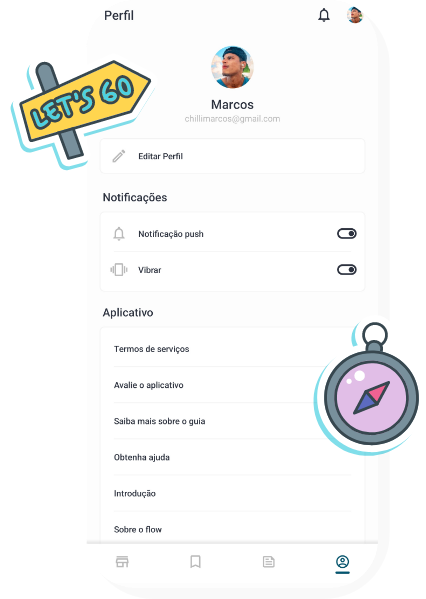 Perfil
LET'S GO
Marcos
chillimarcos@gmail.com
Editar Perfil
Notificações
Notificação push
Vibrar
Aplicativo
Termos de serviços
Avalie o aplicativo
Saiba mais sobre o guia
Obtenha ajuda
Introdução
Sobre o flow